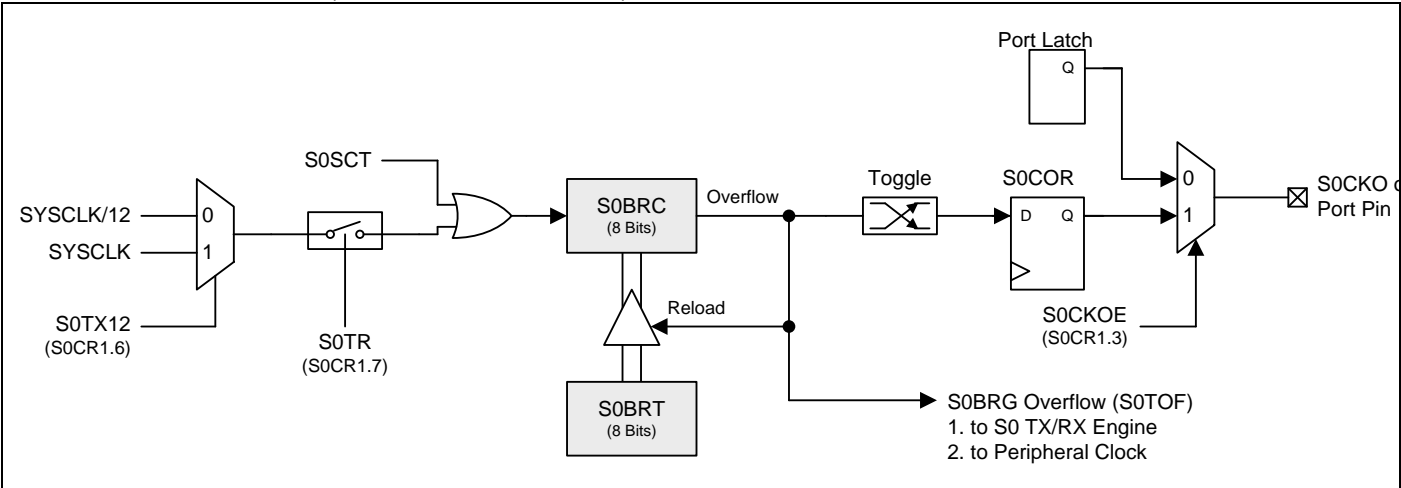 Port Latch
Q
S0SCT
SYSCLK/12
0
SYSCLK
1
S0TX12
(S0CR1.6)
S0TR
(S0CR1.7)
S0BRC
(8 Bits)
Overflow
Reload
S0BRT
(8 Bits)
Toggle
S0COR
D Q
0
1
S0CKO
Port Pin
S0CKOE
(S0CR1.3)
S0BRG Overflow (S0TOF)
1. to S0 TX/RX Engine
2. to Peripheral Clock